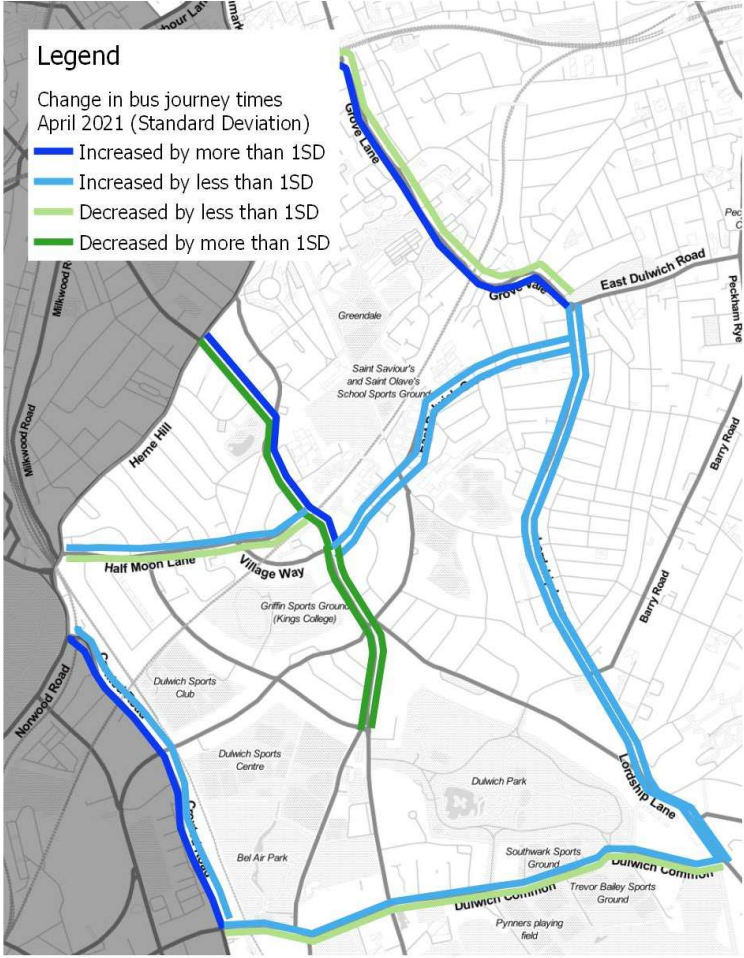 Legend
Change in bus journey times
April 2021 (Standard Deviation)
Increased by more than 1SD
Increased by less than 1SD
Decreased by less than 1SD
Decreased by more than 1SD
Grove Lane
Grove Vale
East Dulwich Road
Peckham Rye
Milkwood Road
Greendale
Saint Saviour's
and Saint Olave's
School Sports Ground
Herne Hill
Barry Road
Half Moon Lane
Village Way
Barry Road
Griffin Sports Ground
(Kings College)
Norwood Road
Dulwich Sports
Club
Dulwich Sports
Centre
Dulwich Park
Lordship Lane
Bel Air Park
Southwark Sports
Ground
Dulwich Common
Dulwich Common
Trevor Bailey Sports
Ground
Pynners playing
field